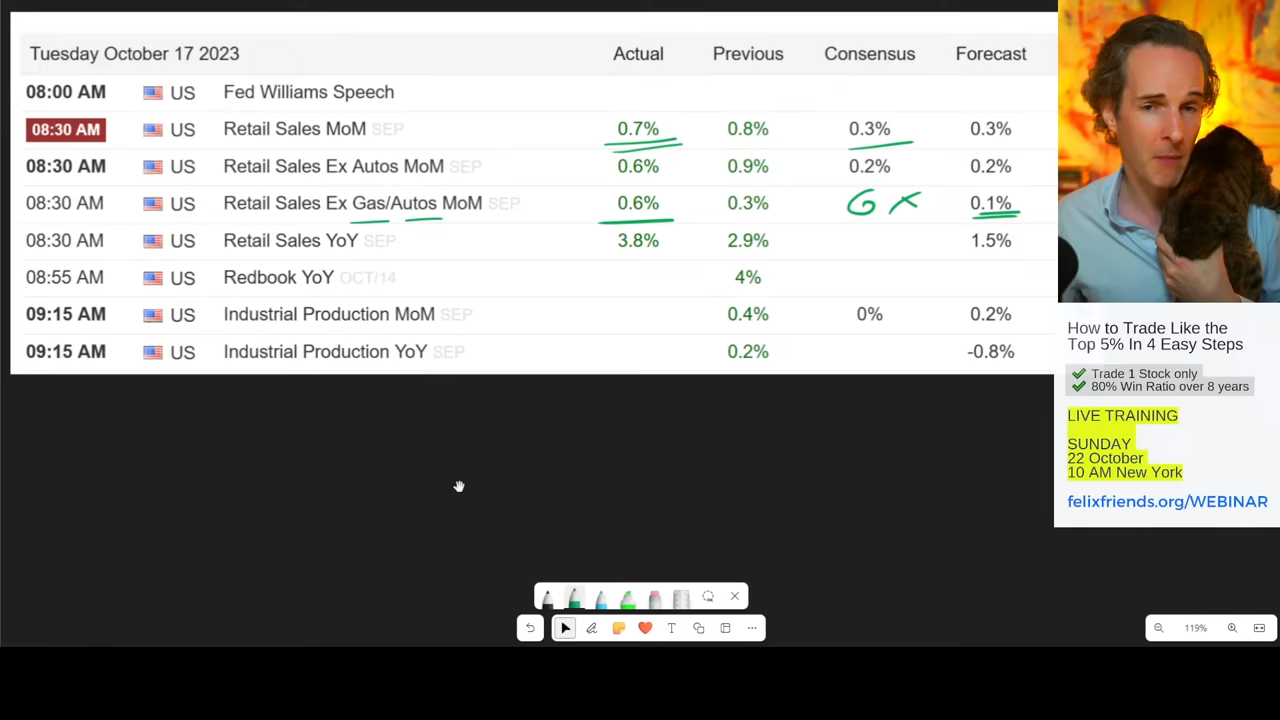 Tuesday October 17 2023 Actual Previous Consensus Forecast
08:00 AM US Fed Williams Speech
08:30 AM US Retail Sales MoM SEP 0.7% 0.8% 0.3% 0.3%
08:30 AM US Retail Sales Ex Autos MoM SEP 0.6% 0.9% 0.2% 0.2%
08:30 AM US Retail Sales Ex Gas/Autos MoM SEP 0.6% 0.3% 6x 0.1%
08:30 AM US Retail Sales YoY SEP 3.8% 2.9% 1.5%
08:55 AM US Redbook YoY OCT/14 4%
09:15 AM US Industrial Production MoM SEP 0.4% 0% 0.2%
09:15 AM US Industrial Production YoY SEP 0.2% -0.8%
How to Trade Like the
Top 5% In 4 Easy Steps
Trade 1 Stock only
80% Win Ratio over 8 years
LIVE TRAINING
SUNDAY
22 October
10 AM New York
felixfriends.org/WEBINAR
T
119%